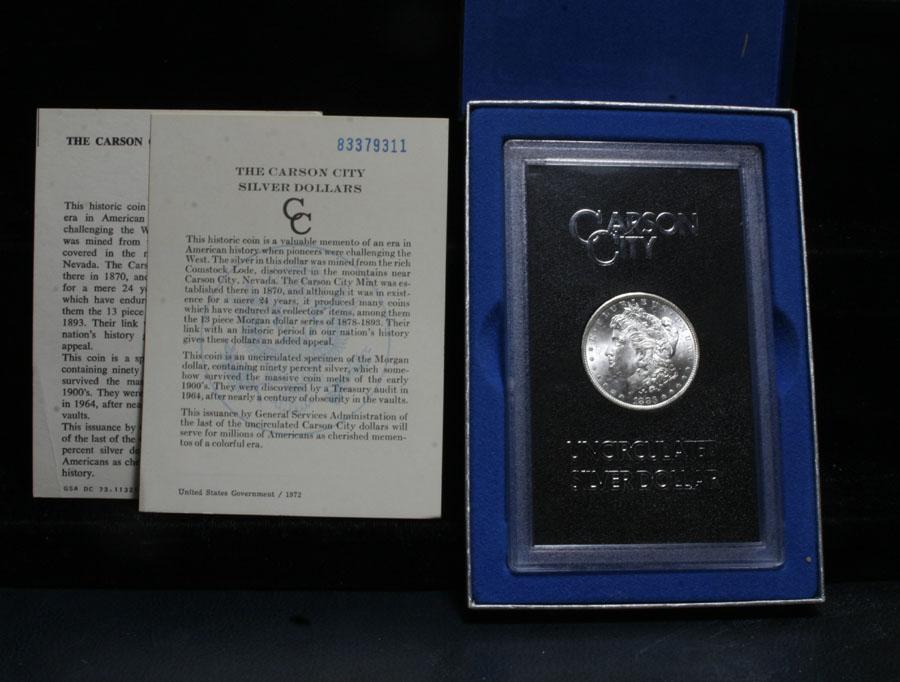 THE CARSON
This historic coin
era in American
challenging the W
was mined from
covered in the
Nevada. The Cars
there in 1870, and
for a mere 24 y
which have endur
them the 13 piece
1893. Their link
nation's history
appeal.
This coin is a sp
containing ninety
survived the mas
1900's. They were
in 1964, after nea
vaults.
This issuance by
of the last of the
percent silver do
Americans as che
history.
GSA DC 73-1132
83379311
THE CARSON CITY
SILVER DOLLARS
CC
This historic coin is a valuable memento of an era in
American history when pioneers were challenging the
West. The silver in this dollar was mined from the rich
Comstock Lode, discovered in the mountains near
Carson City, Nevada. The Carson City Mint was es-
tablished there in 1870, and although it was in exist-
ence for a mere 24 years, it produced many coins
which have endured as collectors' items, among them
the 13 piece Morgan dollar series of 1878-1893. Their
link with an historic period in our nation's history
gives these dollars an added appeal.
This coin is an uncirculated specimen of the Morgan
dollar, containing ninety percent silver, which some-
how survived the massive coin melts of the early
1900's. They were discovered by a Treasury audit in
1964, after nearly a century of obscurity in the vaults.
This issuance by General Services Administration of
the last of the uncirculated Carson City dollars will
serve for millions of Americans as cherished memen-
tos of a colorful era.
United States Government / 1972
CARSON
CITY
UNCIRCULATED
SILVER DOLLAR